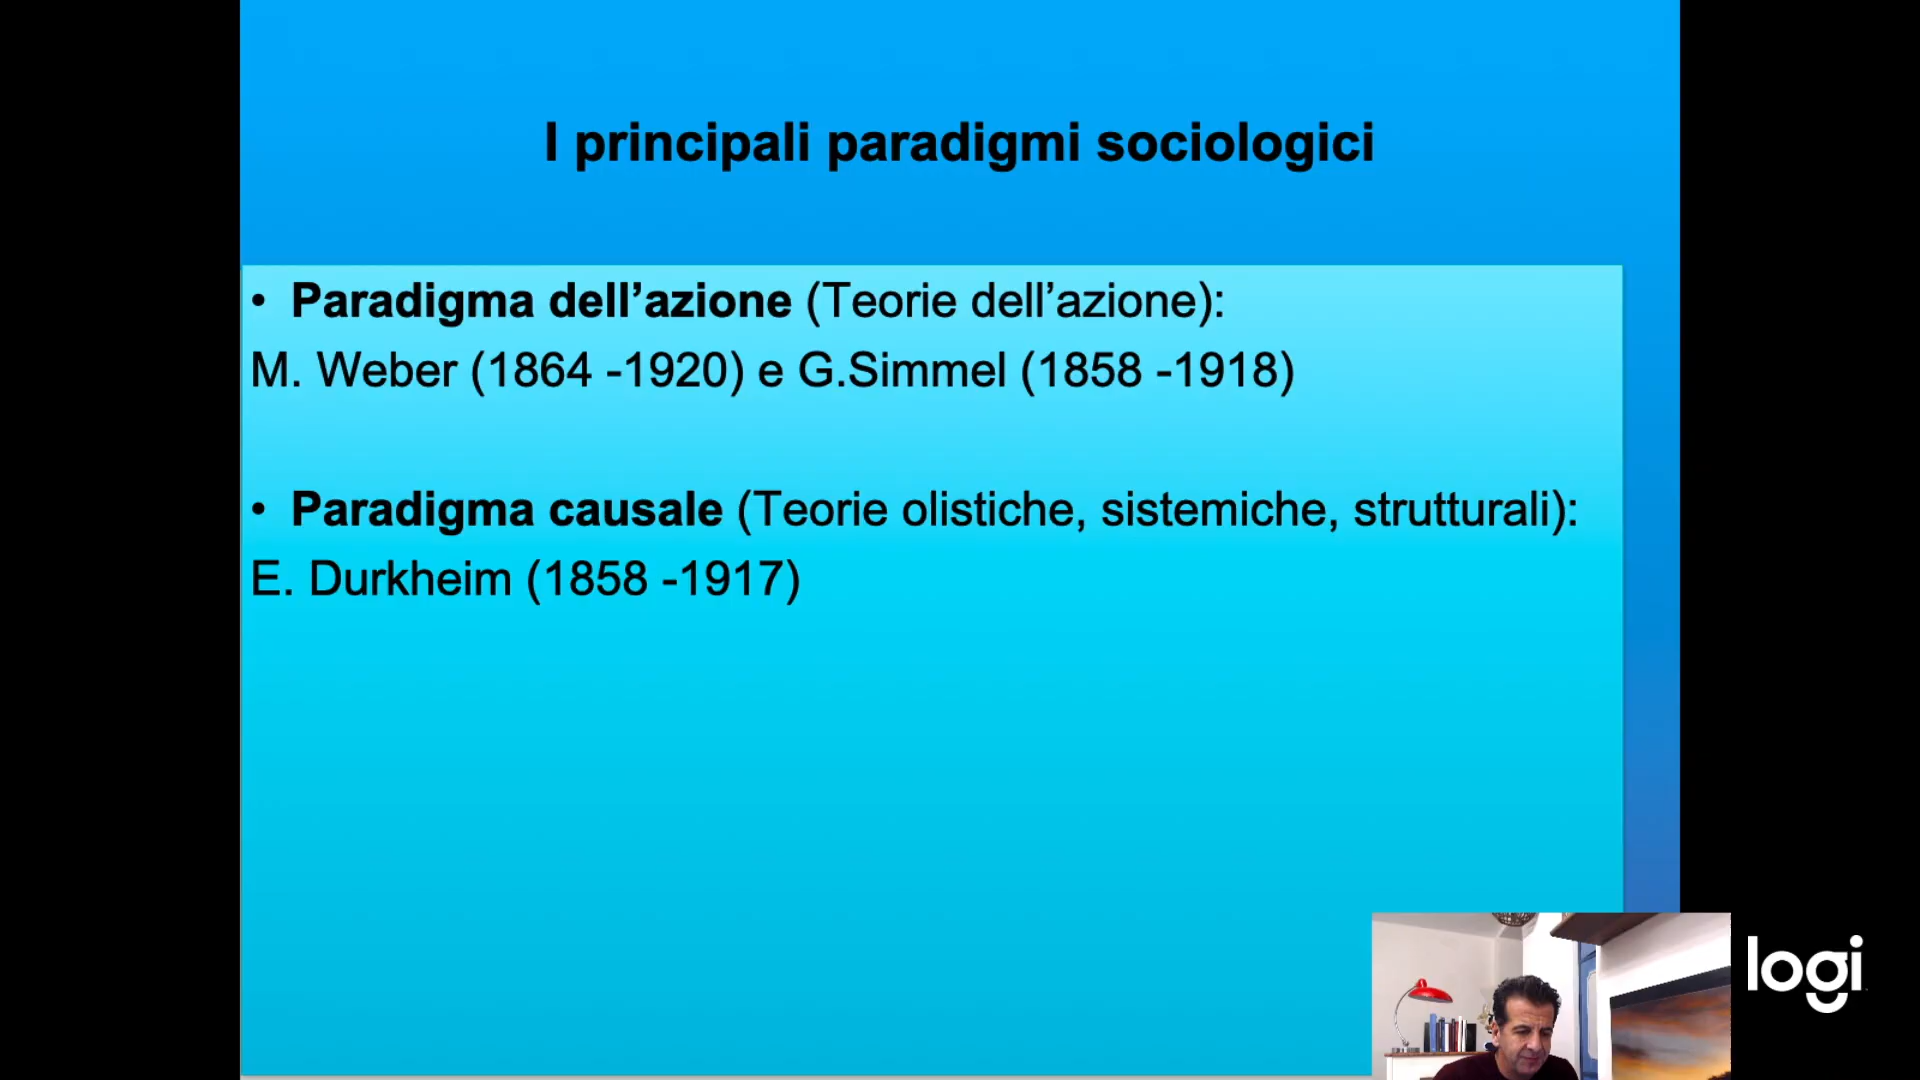 I principali paradigmi sociologici
• Paradigma dell’azione (Teorie dell’azione):
M. Weber (1864 -1920) e G.Simmel (1858 -1918)
• Paradigma causale (Teorie olistiche, sistemiche, strutturali):
E. Durkheim (1858 -1917)
logi